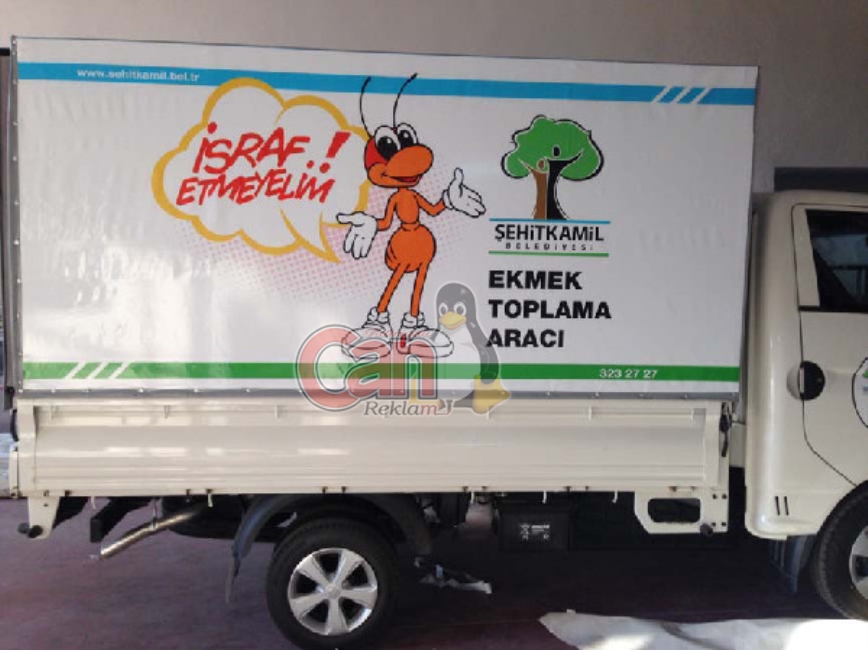 www.sehitkamil.bel.tr
İSRAF..!
ETMEYELİM
ŞEHİTKAMİL
BELEDİYESİ
EKMEK
TOPLAMA
ARACI
323 27 27
Can
Reklam